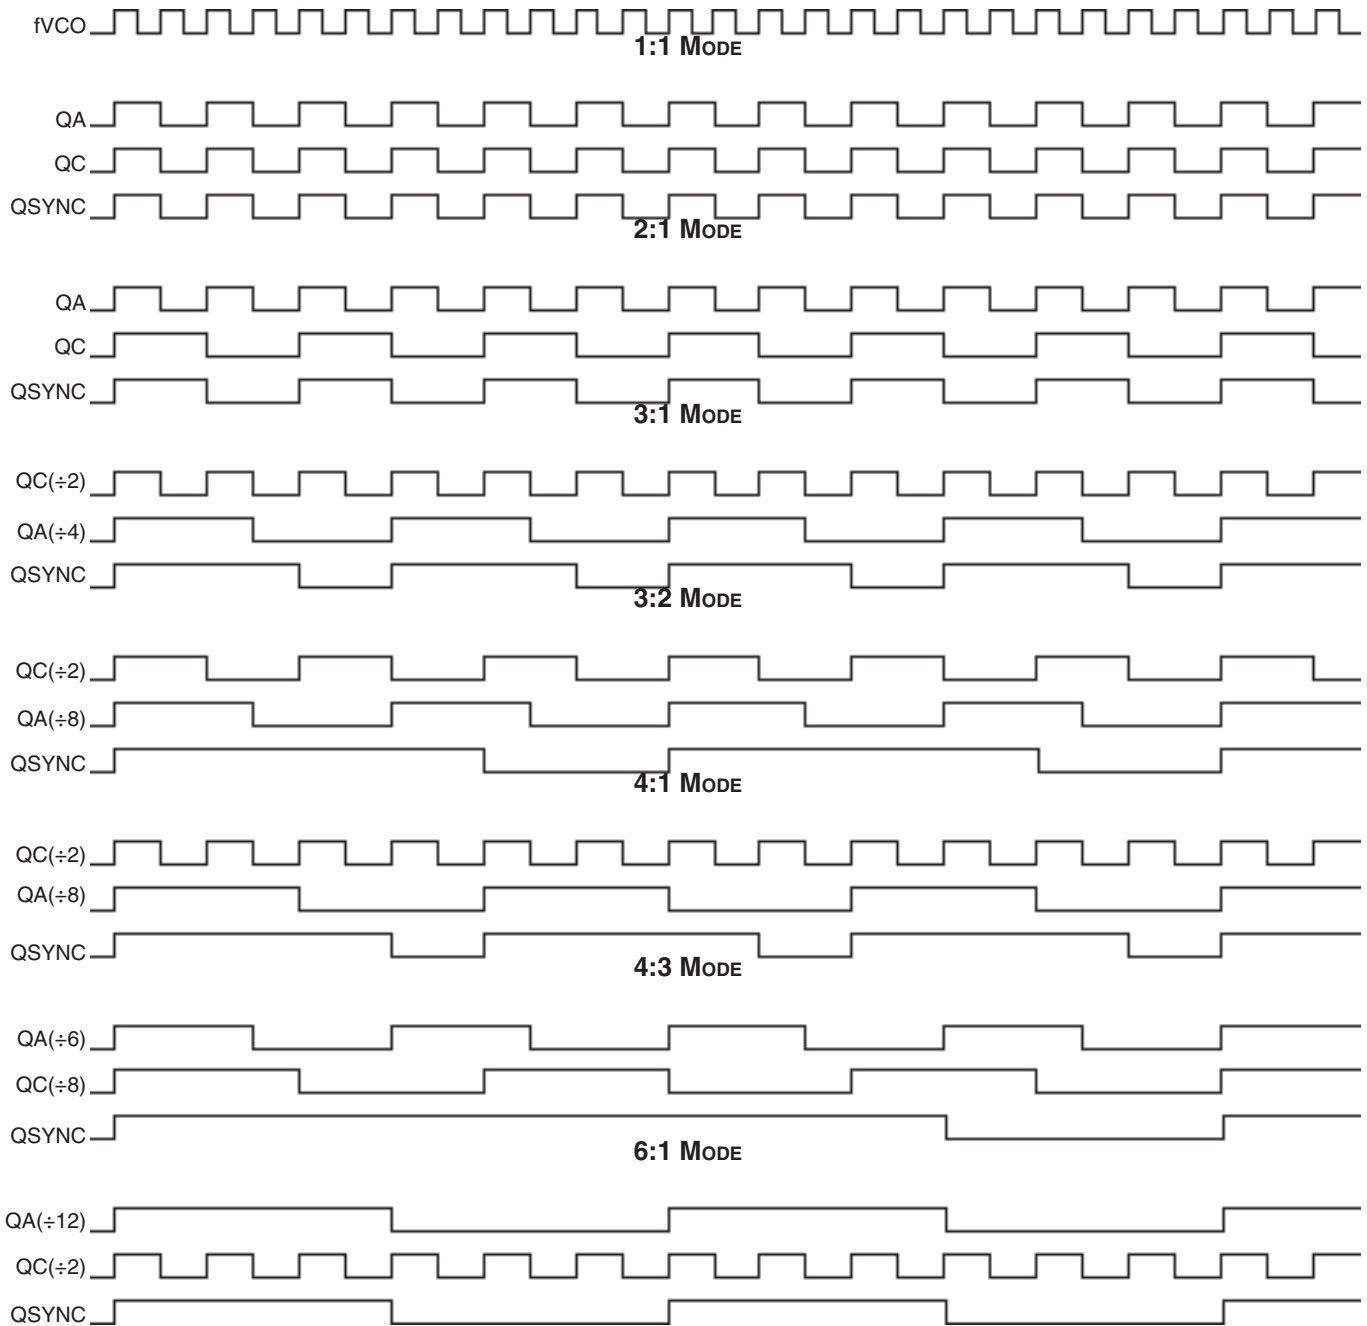 fVCO
1:1 MODE
QA
QC
QSYNC
2:1 MODE
QA
QC
QSYNC
3:1 MODE
QC(÷2)
QA(÷4)
QSYNC
3:2 MODE
QC(÷2)
QA(÷8)
QSYNC
4:1 MODE
QC(÷2)
QA(÷8)
QSYNC
4:3 MODE
QA(÷6)
QC(÷8)
QSYNC
6:1 MODE
QA(÷12)
QC(÷2)
QSYNC